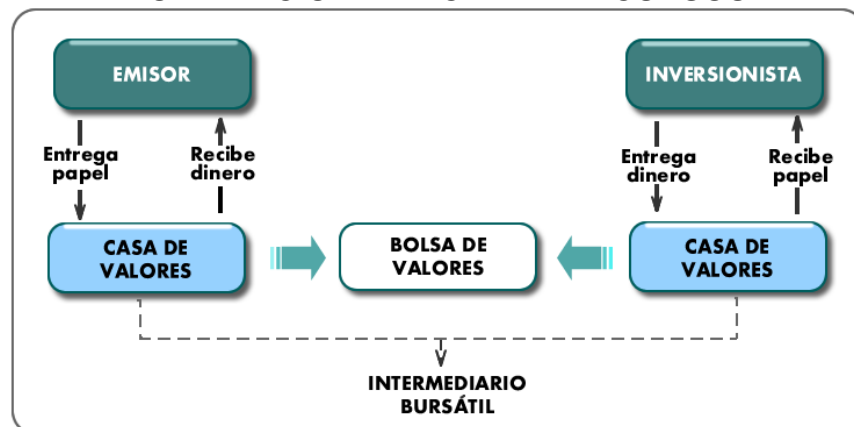 EMISOR
INVERSIONISTA
Entrega
papel
Recibe
dinero
Entrega
dinero
Recibe
papel
CASA DE
VALORES
BOLSA DE
VALORES
CASA DE
VALORES
INTERMEDIARIO
BURSÁTIL